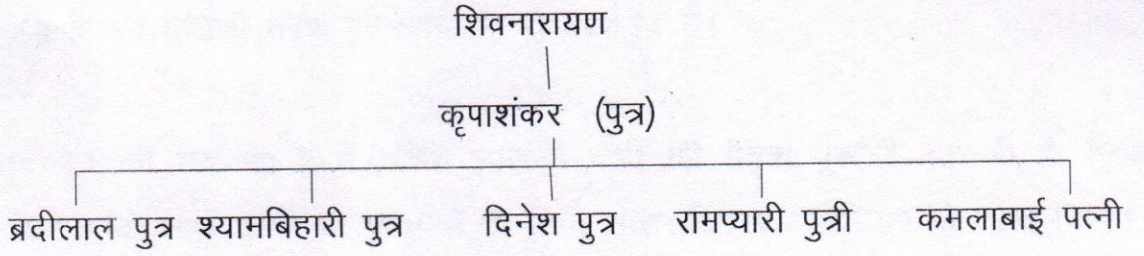 शिवनारायण
कृपाशंकर (पुत्र)
ब्रदीलाल पुत्र श्यामबिहारी पुत्र दिनेश पुत्र रामप्यारी पुत्री कमलाबाई पत्नी